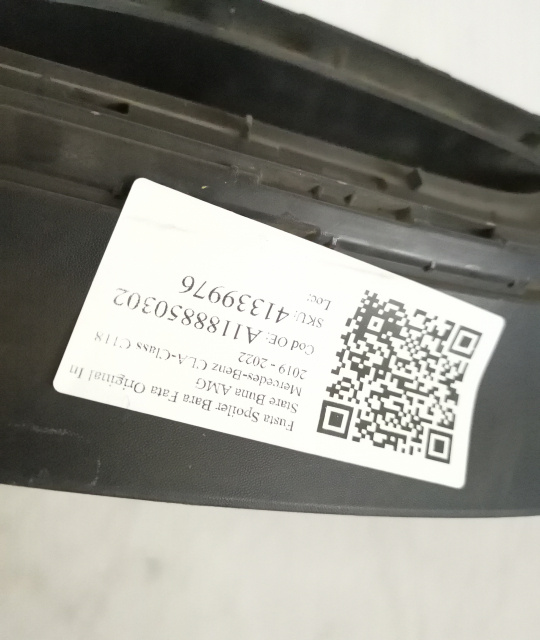 Fusta Spoiler Bara Fata Original In
Stare Buna AMG
Mercedes-Benz CLA-Class C118
2019 - 2022
Cod OE: A1188850302
SKU: 41339976
Loc: